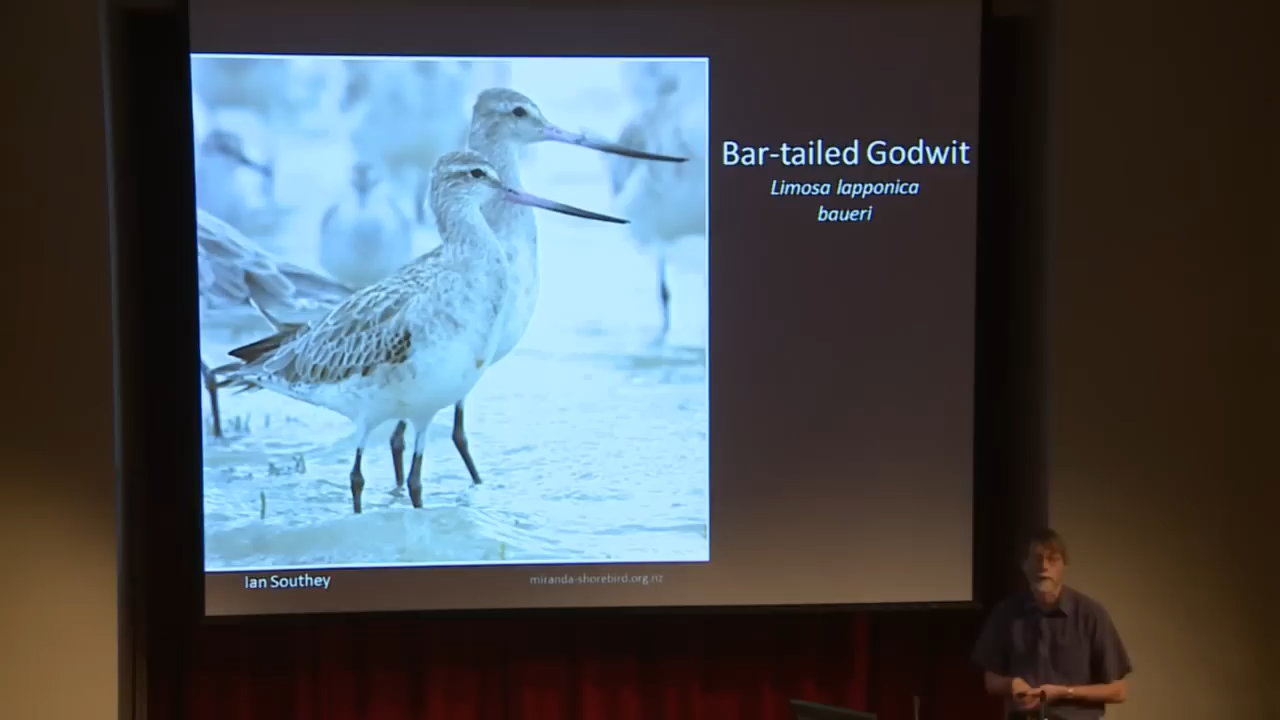 Bar-tailed Godwit
Limosa lapponica
baueri
Ian Southey
miranda-shorebird.org.nz